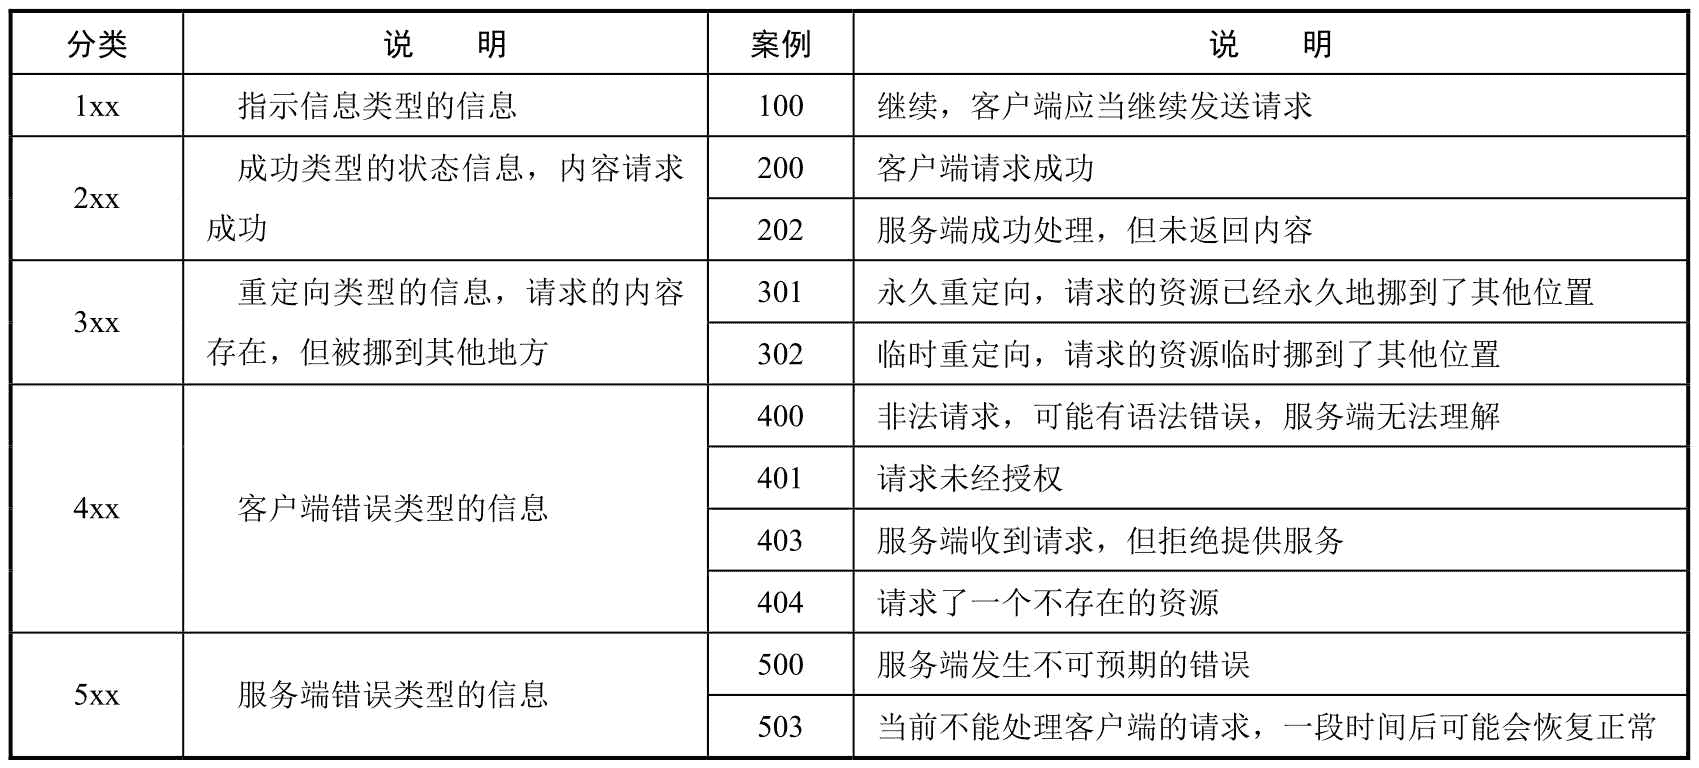 分类 说 明 案例 说 明
1xx 指示信息类型的信息 100 继续，客户端应当继续发送请求
2xx 成功类型的状态信息，内容请求
成功
200 客户端请求成功
202 服务端成功处理，但未返回内容
3xx 重定向类型的信息，请求的内容
存在，但被挪到其他地方
301 永久重定向，请求的资源已经永久地挪到了其他位置
302 临时重定向，请求的资源临时挪到了其他位置
4xx 客户端错误类型的信息
400 非法请求，可能有语法错误，服务端无法理解
401 请求未经授权
403 服务端收到请求，但拒绝提供服务
404 请求了一个不存在的资源
5xx 服务端错误类型的信息
500 服务端发生不可预期的错误
503 当前不能处理客户端的请求，一段时间后可能会恢复正常